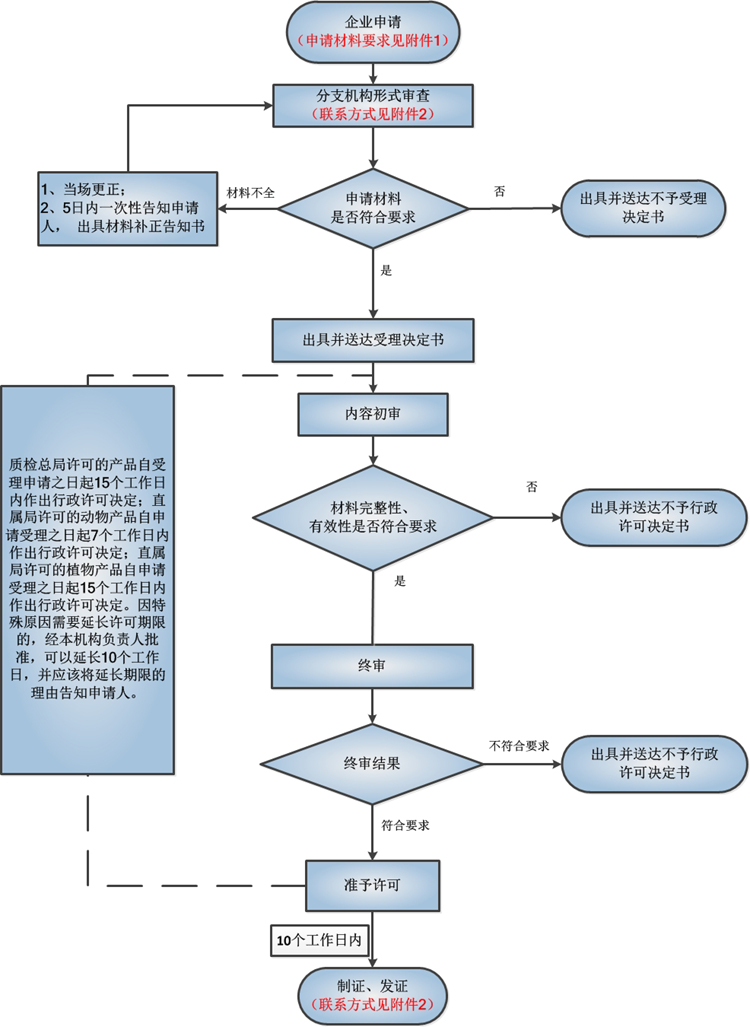 企业申请
（申请材料要求见附件1）
分支机构形式审查
（联系方式见附件2）
1、当场更正；
2、5日内一次性告知申请
人， 出具材料补正告知书
材料不全
申请材料
是否符合要求
否
出具并送达不予受理
决定书
是
出具并送达受理决定书
内容初审
质检总局许可的产品自受
理申请之日起15个工作日
内作出行政许可决定；直
属局许可的动物产品自申
请受理之日起7个工作日内
作出行政许可决定；直属
局许可的植物产品自申请
受理之日起15个工作日内
作出行政许可决定。因特
殊原因需要延长许可期限
的，经本机构负责人批
准，可以延长10个工作
日，并应该将延长期限的
理由告知申请人。
材料完整性、
有效性是否符合要求
否
出具并送达不予行政
许可决定书
是
终审
终审结果
不符合要求
出具并送达不予行政
许可决定书
符合要求
准予许可
10个工作日内
制证、发证
（联系方式见附件2）